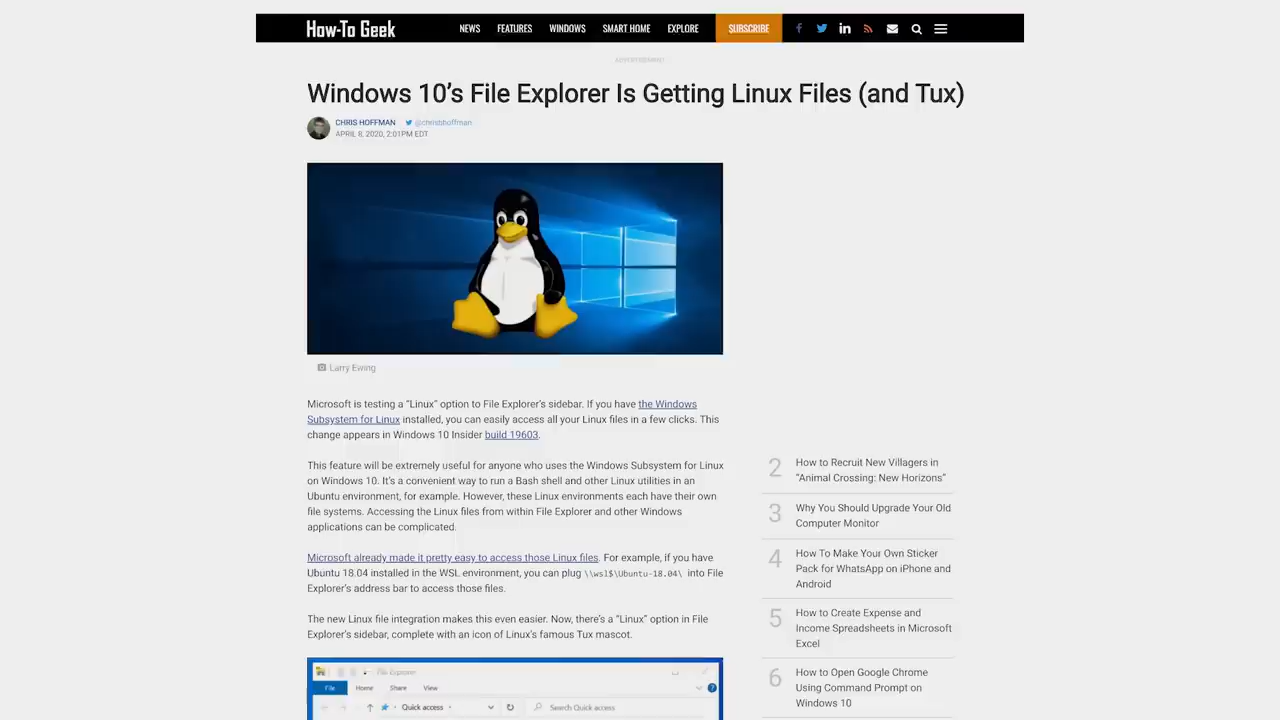 How-To Geek
NEWS FEATURES WINDOWS SMART HOME EXPLORE SUBSCRIBE
ADVERTISEMENT
Windows 10's File Explorer Is Getting Linux Files (and Tux)
CHRIS HOFFMAN @chrisbhoffman
APRIL 8, 2020, 2:01PM EDT
Larry Ewing
Microsoft is testing a “Linux” option to File Explorer's sidebar. If you have the Windows
Subsystem for Linux installed, you can easily access all your Linux files in a few clicks. This
change appears in Windows 10 Insider build 19603.
This feature will be extremely useful for anyone who uses the Windows Subsystem for Linux
on Windows 10. It's a convenient way to run a Bash shell and other Linux utilities in an
Ubuntu environment, for example. However, these Linux environments each have their own
file systems. Accessing the Linux files from within File Explorer and other Windows
applications can be complicated.
Microsoft already made it pretty easy to access those Linux files. For example, if you have
Ubuntu 18.04 installed in the WSL environment, you can plug \\wsl$\Ubuntu-18.04\ into File
Explorer's address bar to access those files.
The new Linux file integration makes this even easier. Now, there's a “Linux” option in File
Explorer's sidebar, complete with an icon of Linux's famous Tux mascot.
File Explorer
File Home Share View
Quick access Search Quick access
2 How to Recruit New Villagers in
“Animal Crossing: New Horizons”
3 Why You Should Upgrade Your Old
Computer Monitor
4 How To Make Your Own Sticker
Pack for WhatsApp on iPhone and
Android
5 How to Create Expense and
Income Spreadsheets in Microsoft
Excel
6 How to Open Google Chrome
Using Command Prompt on
Windows 10